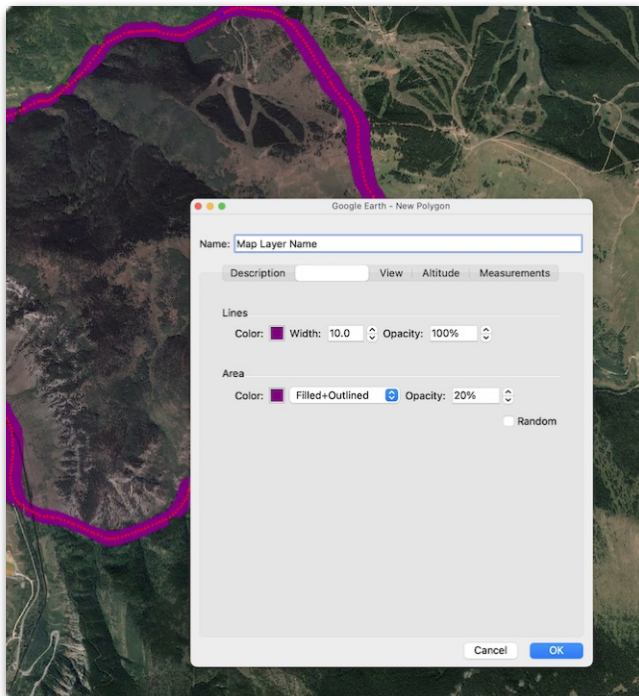 Google Earth - New Polygon
Name: Map Layer Name
Description View Altitude Measurements
Lines
Color: Width: 10.0 Opacity: 100%
Area
Color: Filled+Outlined Opacity: 20%
Random
Cancel OK